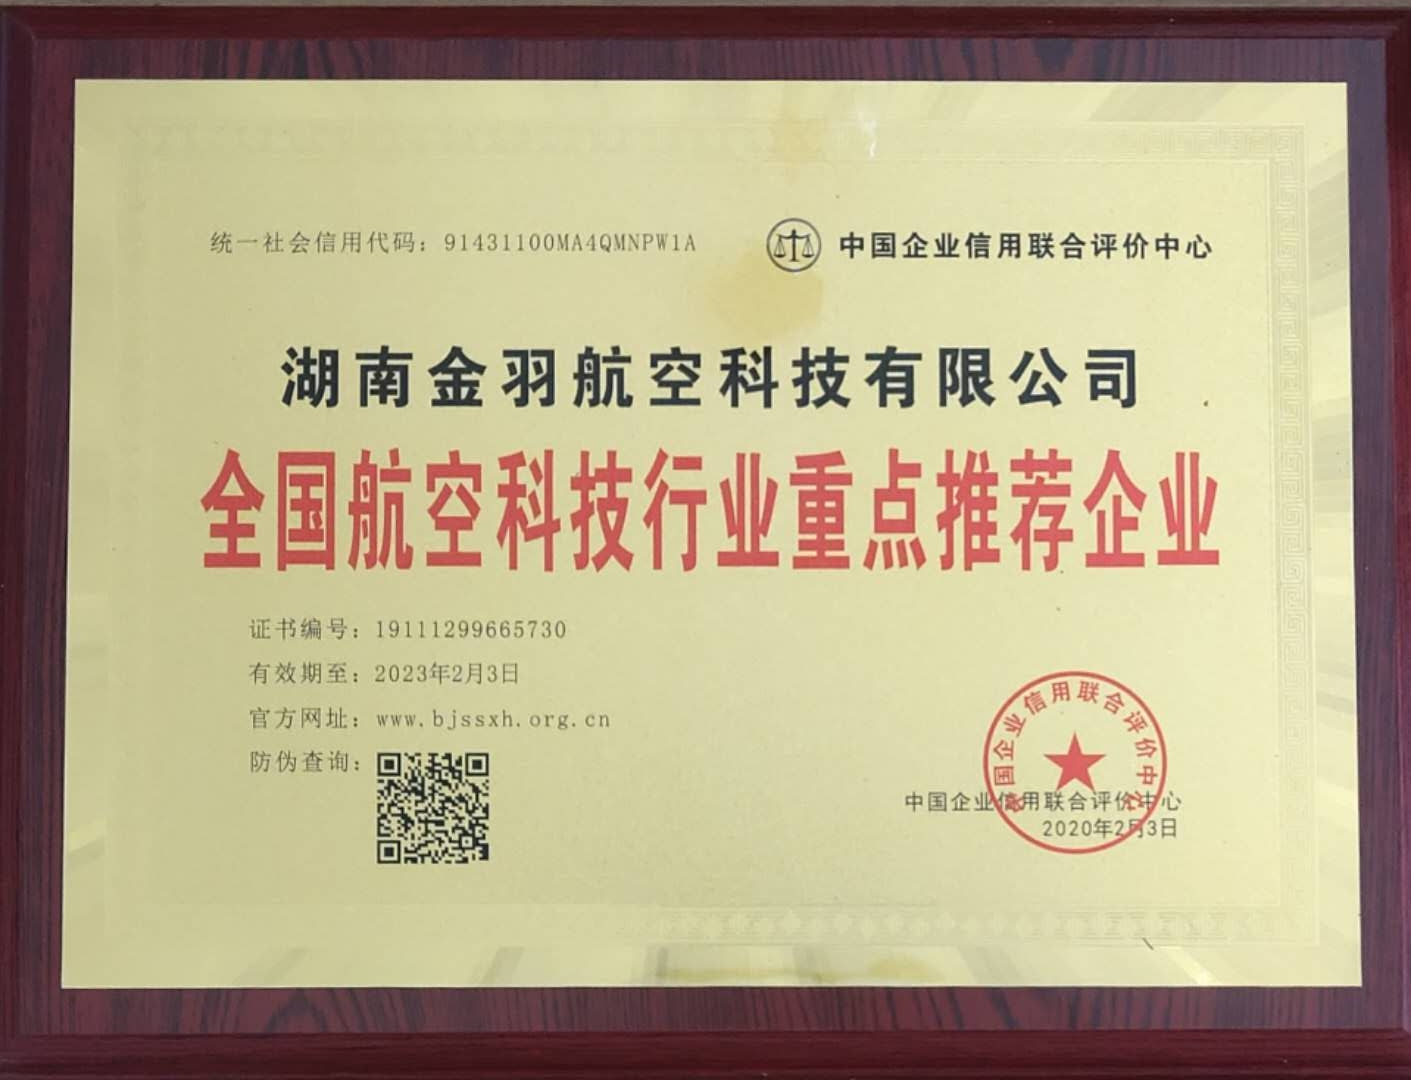 统一社会信用代码：91431100MA4QMNPW1A
中国企业信用联合评价中心
湖南金羽航空科技有限公司
全国航空科技行业重点推荐企业
证书编号：19111299665730
有效期至：2023年2月3日
官方网址：www.bjssxh.org.cn
防伪查询：
中国企业信用联合评价中心
中国企业信用联合评价中心
2020年2月3日